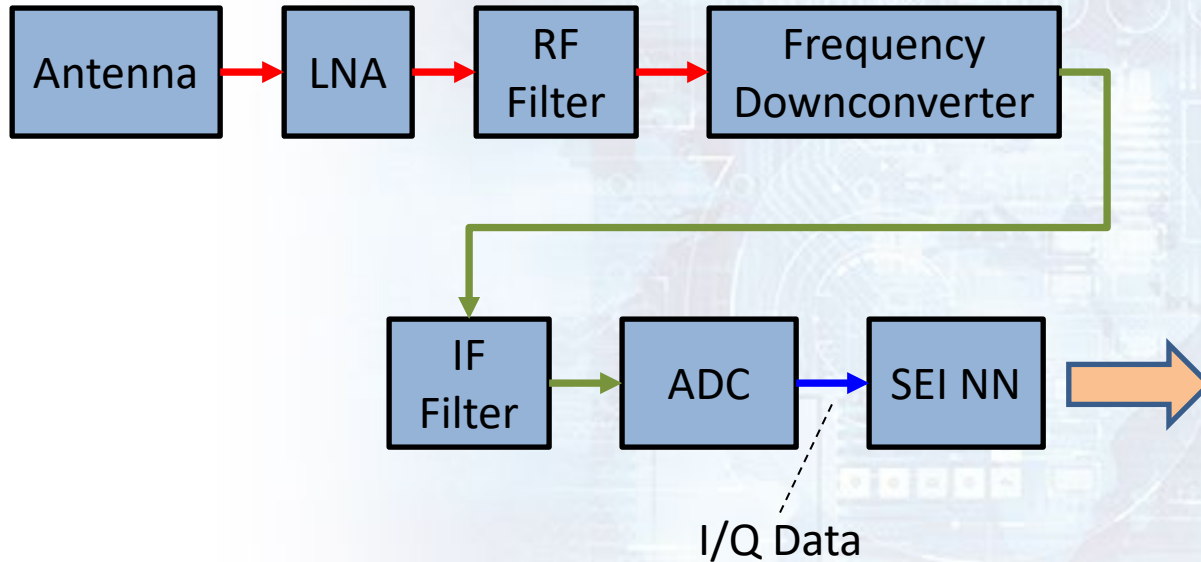 Antenna
LNA
RF
Filter
Frequency
Downconverter
IF
Filter
ADC
SEI NN
I/Q Data